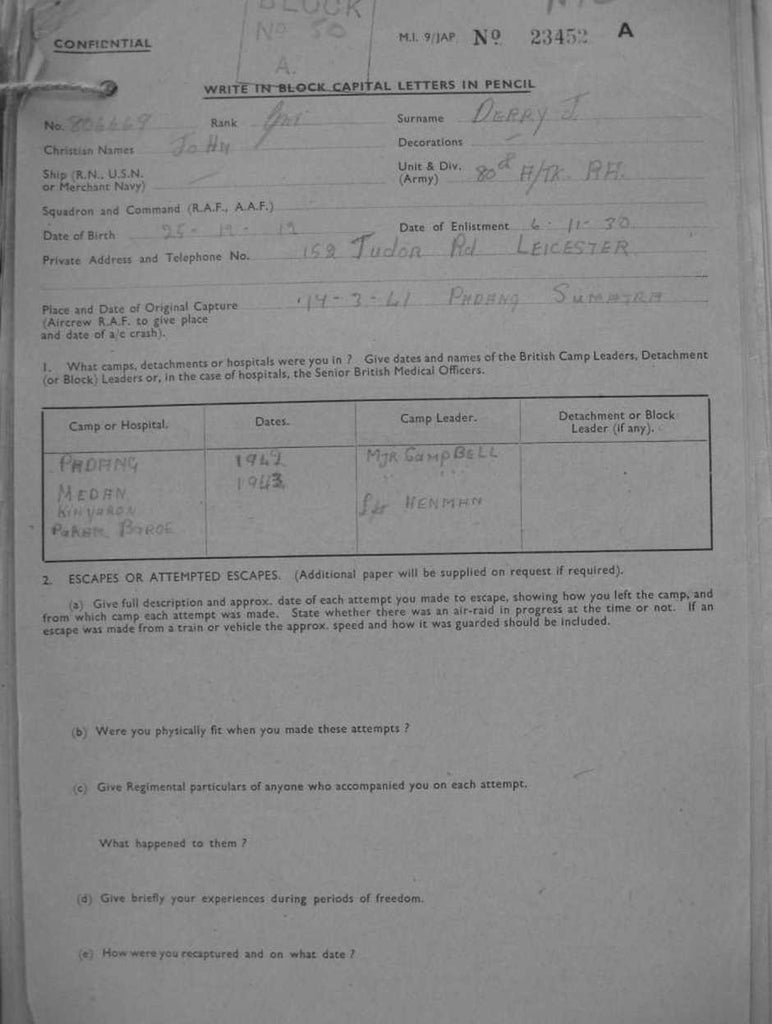 BLOCK
No 50
A.
CONFIDENTIAL
M.I. 9/JAP No 23452 A
WRITE IN BLOCK CAPITAL LETTERS IN PENCIL
No. 806669 Rank Gnr Surname DERRY J
Christian Names JOHN Decorations –
Ship (R.N., U.S.N. or Merchant Navy) –
Unit & Div. (Army) 80th A/TK RA.
Squadron and Command (R.A.F., A.A.F.)
Date of Birth 25-12-12 Date of Enlistment 6-11-30
Private Address and Telephone No. 152 Tudor Rd LEICESTER
Place and Date of Original Capture 14-3-41 PADANG SUMATRA
(Aircrew R.A.F. to give place
and date of a/c crash).
1. What camps, detachments or hospitals were you in ? Give dates and names of the British Camp Leaders, Detachment
(or Block) Leaders or, in the case of hospitals, the Senior British Medical Officers.
Camp or Hospital. Dates. Camp Leader. Detachment or Block Leader (if any).
PADANG 1942 MJR CAMPBELL
MEDAN 1943 " " "
Lt HENMAN
BOROE
2. ESCAPES OR ATTEMPTED ESCAPES. (Additional paper will be supplied on request if required).
(a) Give full description and approx. date of each attempt you made to escape, showing how you left the camp, and
from which camp each attempt was made. State whether there was an air-raid in progress at the time or not. If an
escape was made from a train or vehicle the approx. speed and how it was guarded should be included.
(b) Were you physically fit when you made these attempts ?
(c) Give Regimental particulars of anyone who accompanied you on each attempt.
What happened to them ?
(d) Give briefly your experiences during periods of freedom.
(e) How were you recaptured and on what date ?